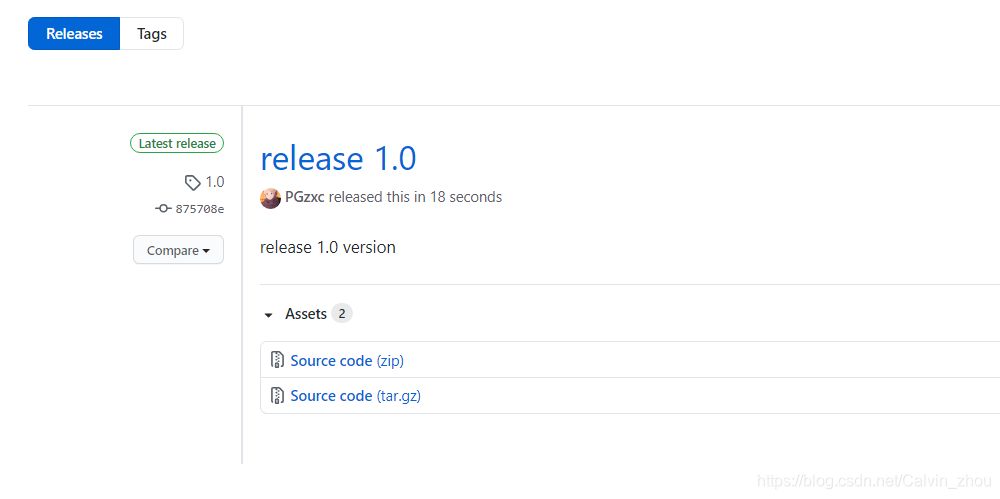 Releases Tags
Latest release
1.0
875708e
Compare
release 1.0
PGzxc released this in 18 seconds
release 1.0 version
Assets 2
Source code (zip)
Source code (tar.gz)
https://blog.csdn.net/Calvin_zhou